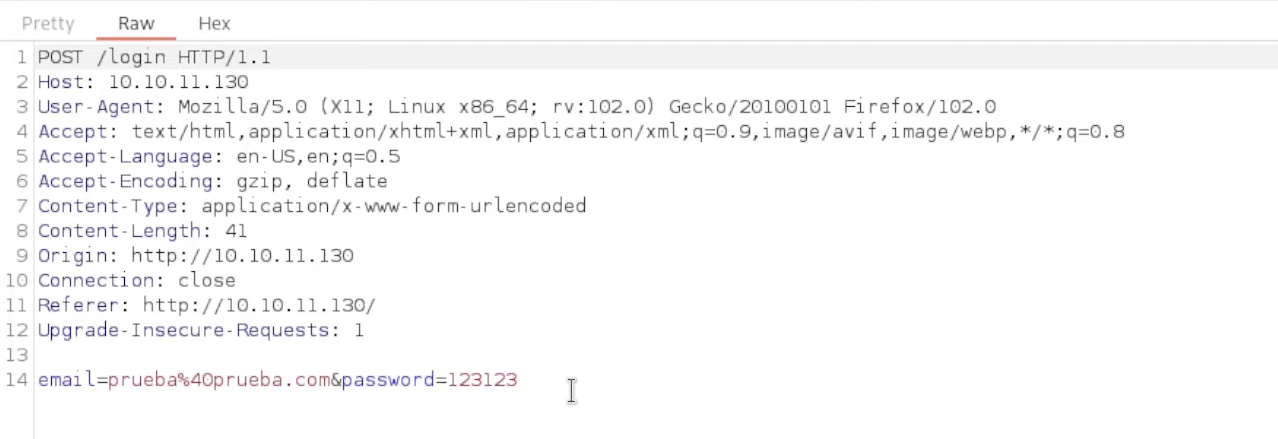 Pretty Raw Hex
1 POST /login HTTP/1.1
2 Host: 10.10.11.130
3 User-Agent: Mozilla/5.0 (X11; Linux x86_64; rv:102.0) Gecko/20100101 Firefox/102.0
4 Accept: text/html,application/xhtml+xml,application/xml;q=0.9,image/avif,image/webp,*/*;q=0.8
5 Accept-Language: en-US,en;q=0.5
6 Accept-Encoding: gzip, deflate
7 Content-Type: application/x-www-form-urlencoded
8 Content-Length: 41
9 Origin: http://10.10.11.130
10 Connection: close
11 Referer: http://10.10.11.130/
12 Upgrade-Insecure-Requests: 1
13
14 email=prueba%40prueba.com&password=123123